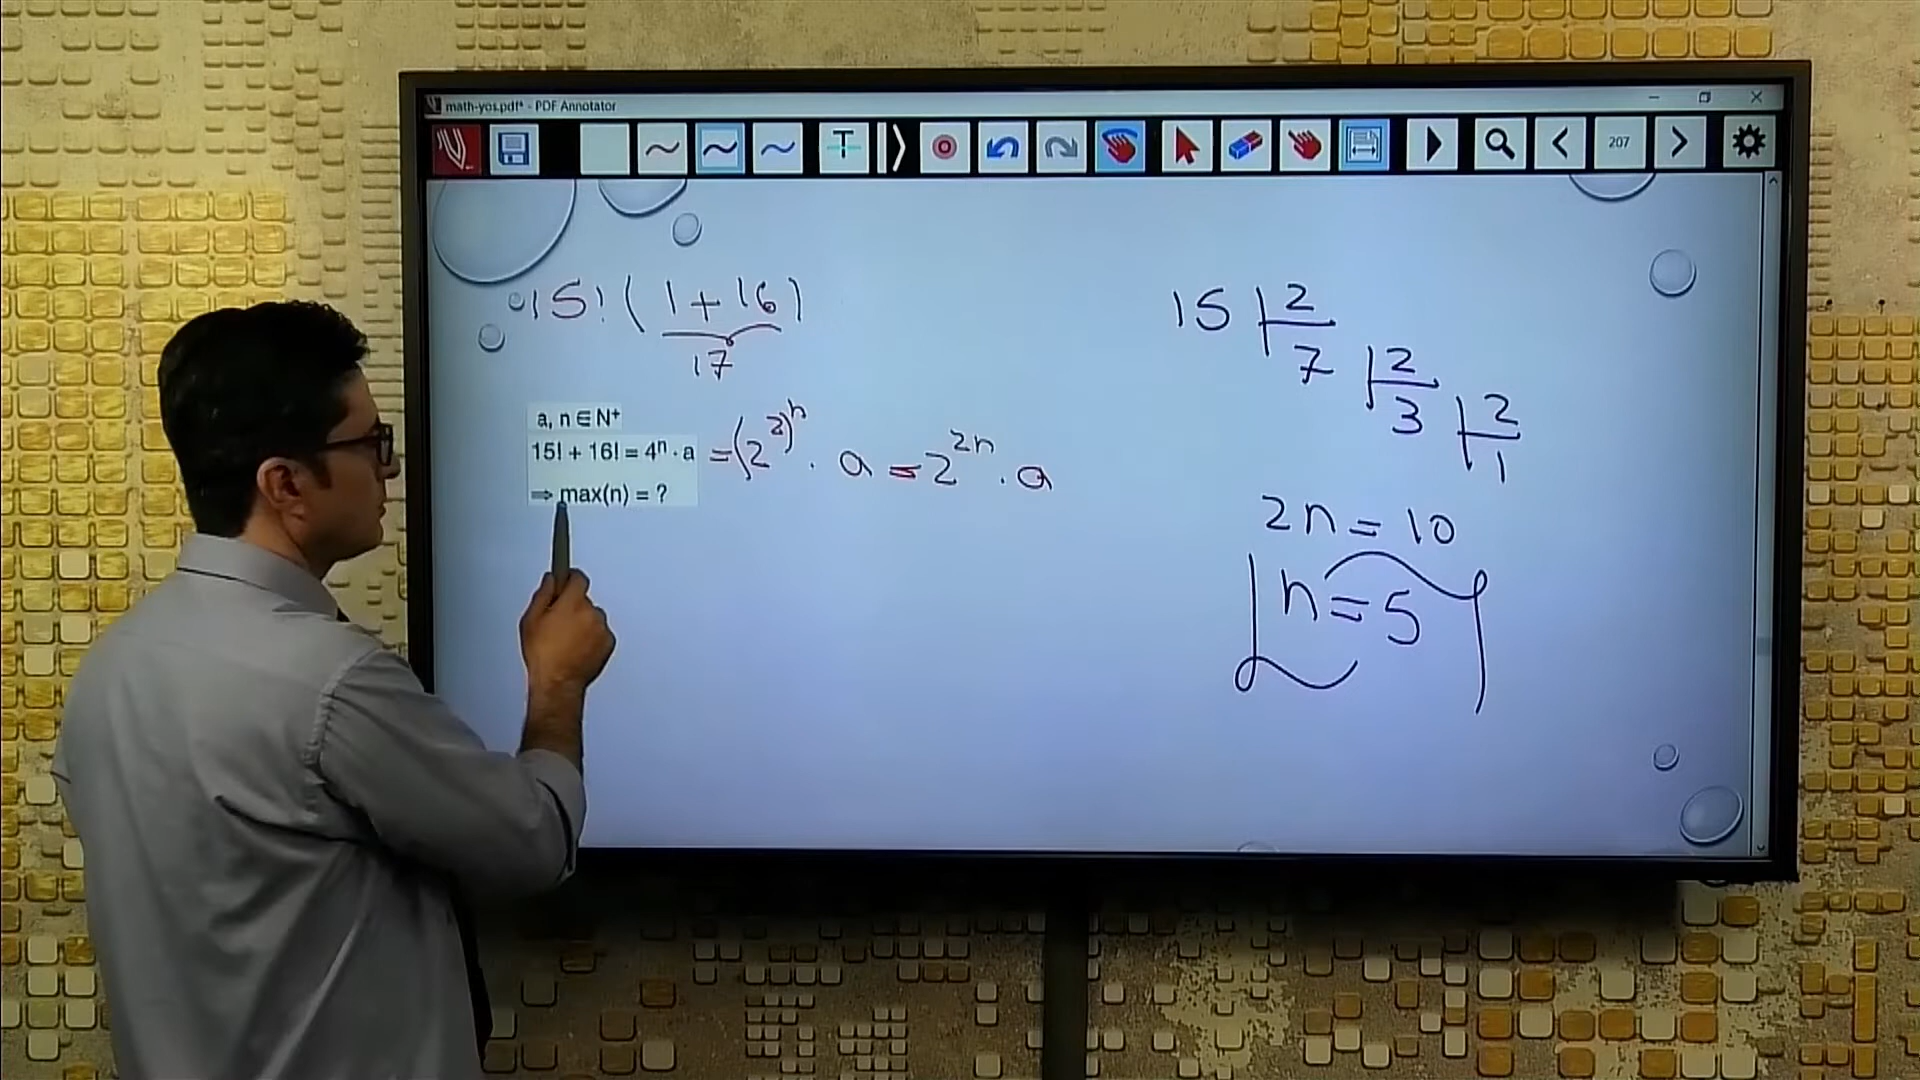 math-yos.pdf* - PDF Annotator
207
15! (1+16)
17
a, n ∈ N⁺
15! + 16! = 4ⁿ · a = (2²)ⁿ · a = 2²ⁿ · a
⇒ max(n) = ?
15 2
7 2
3 2
1
2n = 10
n = 5